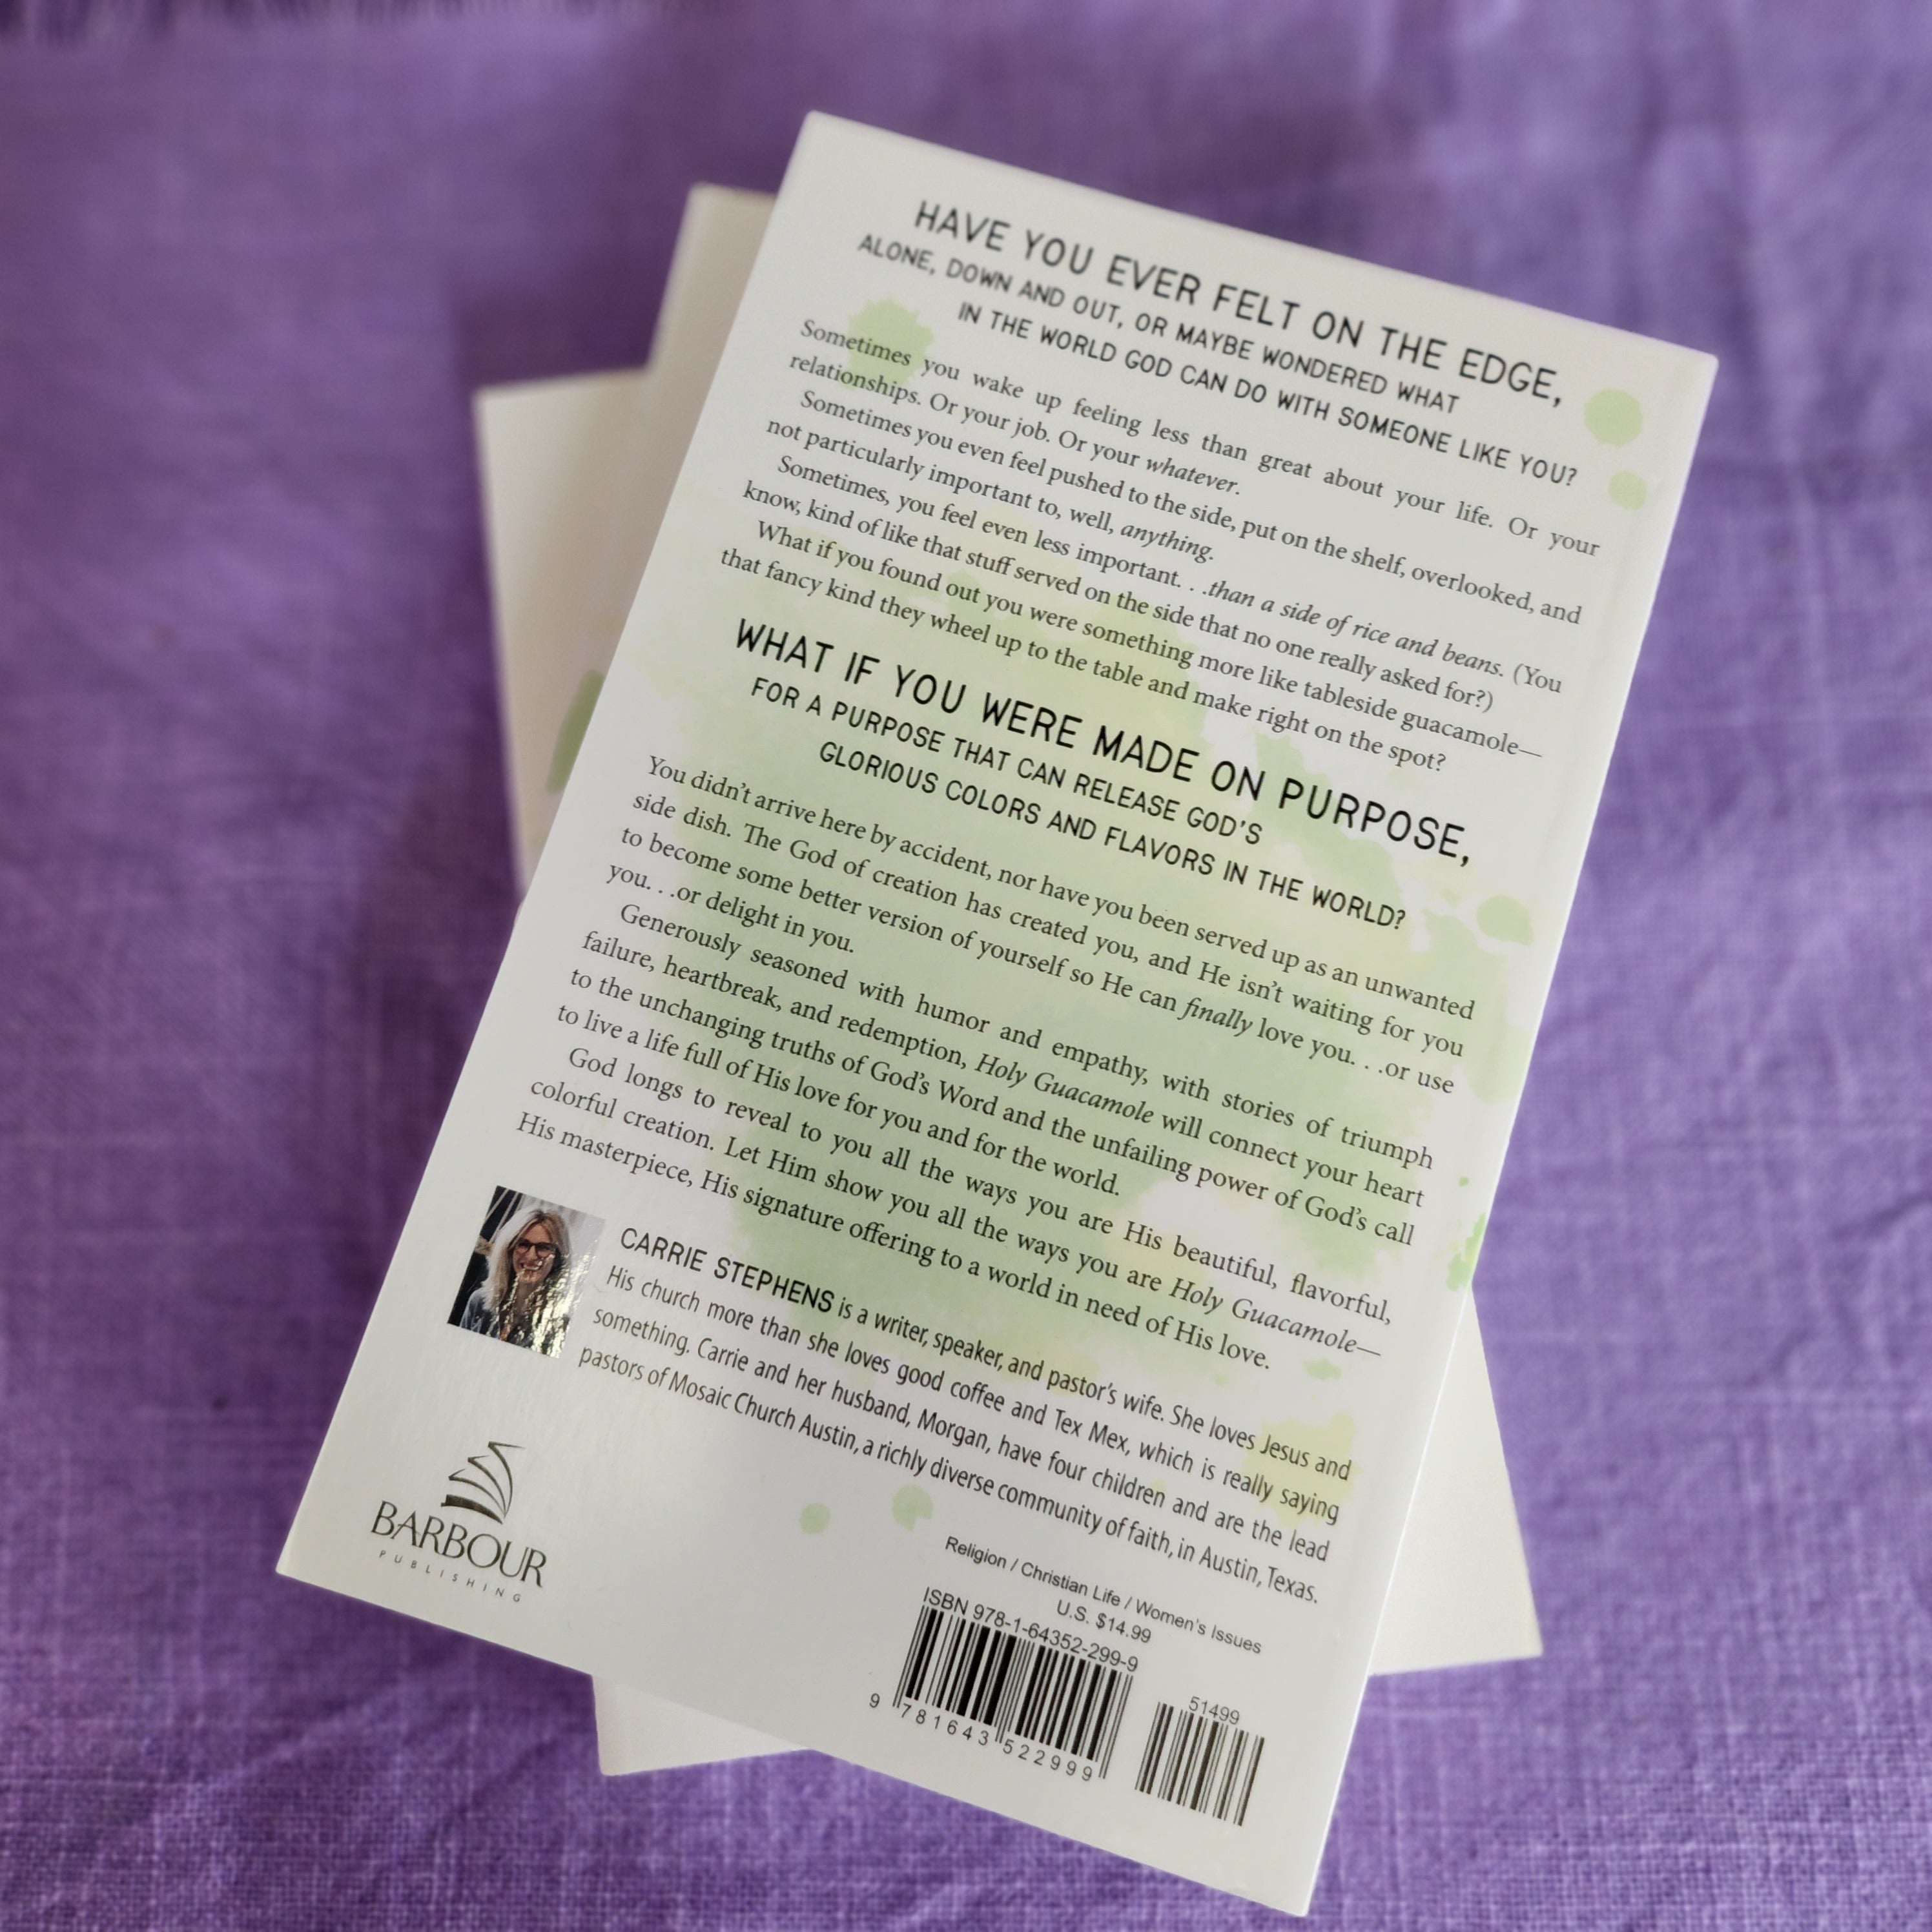 HAVE YOU EVER FELT ON THE EDGE,
ALONE, DOWN AND OUT, OR MAYBE WONDERED WHAT
IN THE WORLD GOD CAN DO WITH SOMEONE LIKE YOU?
Sometimes you wake up feeling less than great about your life. Or your
relationships. Or your job. Or your whatever.
Sometimes you even feel pushed to the side, put on the shelf, overlooked, and
not particularly important to, well, anything.
Sometimes, you feel even less important. . .than a side of rice and beans. (You
know, kind of like that stuff served on the side that no one really asked for?)
What if you found out you were something more like tableside guacamole—
that fancy kind they wheel up to the table and make right on the spot?
WHAT IF YOU WERE MADE ON PURPOSE,
FOR A PURPOSE THAT CAN RELEASE GOD'S
GLORIOUS COLORS AND FLAVORS IN THE WORLD?
You didn't arrive here by accident, nor have you been served up as an unwanted
side dish. The God of creation has created you, and He isn't waiting for you
to become some better version of yourself so He can finally love you. . .or use
you. . .or delight in you.
Generously seasoned with humor and empathy, with stories of triumph
failure, heartbreak, and redemption, Holy Guacamole will connect your heart
to the unchanging truths of God's Word and the unfailing power of God's call
to live a life full of His love for you and for the world.
God longs to reveal to you all the ways you are His beautiful, flavorful,
colorful creation. Let Him show you all the ways you are Holy Guacamole—
His masterpiece, His signature offering to a world in need of His love.
CARRIE STEPHENS is a writer, speaker, and pastor's wife. She loves Jesus and
His church more than she loves good coffee and Tex Mex, which is really saying
something. Carrie and her husband, Morgan, have four children and are the lead
pastors of Mosaic Church Austin, a richly diverse community of faith, in Austin, Texas.
BARBOUR
PUBLISHING
Religion / Christian Life / Women's Issues
U.S. $14.99
ISBN 978-1-64352-299-9
51499
9 781643 522999